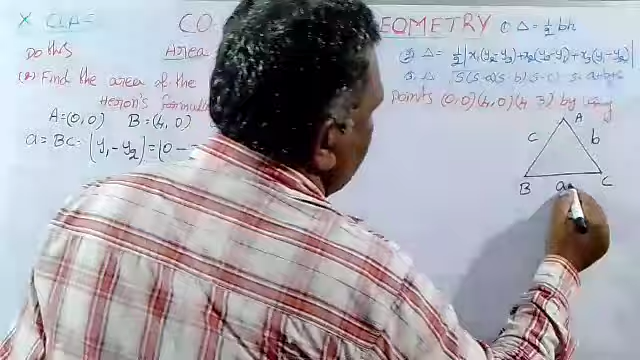 X CLAS
CO EOMETRY ① Δ = ½ bh
Do this Area ② Δ = ½ |x₁(y₂-y₃)+x₂(y₃-y₁)+x₃(y₁-y₂)|
③ Δ S(S-a)(S-b)(S-c)
Find the area of the points (0,0) (4,0) (4 3) by using
Heron's formula
A=(0,0) B=(4,0)
a = BC = |y₁-y₂| = |0 -
A
c b
B a C